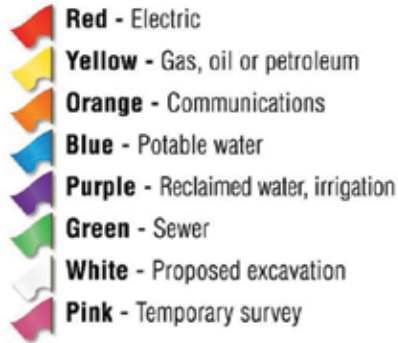 Red - Electric
Yellow - Gas, oil or petroleum
Orange - Communications
Blue - Potable water
Purple - Reclaimed water, irrigation
Green - Sewer
White - Proposed excavation
Pink - Temporary survey